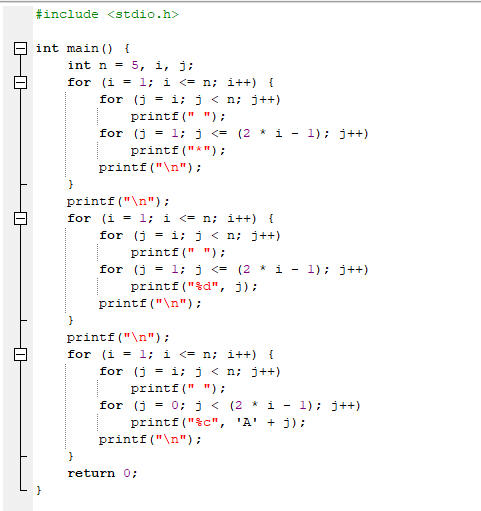 #include <stdio.h>

int main() {
    int n = 5, i, j;
    for (i = 1; i <= n; i++) {
        for (j = i; j < n; j++)
            printf(" ");
        for (j = 1; j <= (2 * i - 1); j++)
            printf("*");
        printf("\n");
    }
    printf("\n");
    for (i = 1; i <= n; i++) {
        for (j = i; j < n; j++)
            printf(" ");
        for (j = 1; j <= (2 * i - 1); j++)
            printf("%d", j);
        printf("\n");
    }
    printf("\n");
    for (i = 1; i <= n; i++) {
        for (j = i; j < n; j++)
            printf(" ");
        for (j = 0; j < (2 * i - 1); j++)
            printf("%c", 'A' + j);
        printf("\n");
    }
    return 0;
}